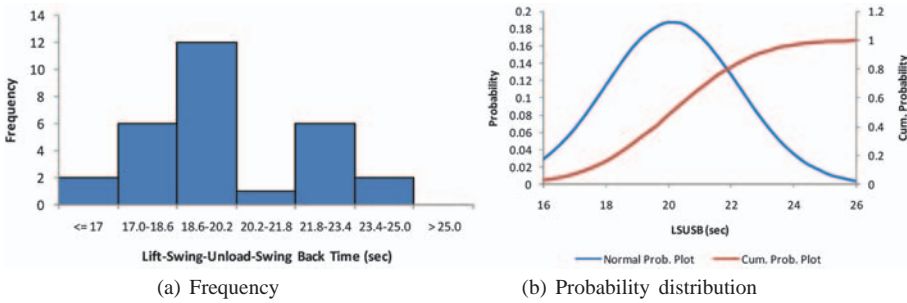 14
12
10
8
6
4
2
0
Frequency
<= 17 17.0-18.6 18.6-20.2 20.2-21.8 21.8-23.4 23.4-25.0 > 25.0
Lift-Swing-Unload-Swing Back Time (sec)
(a) Frequency
0.2
0.18
0.16
0.14
0.12
0.1
0.08
0.06
0.04
0.02
0
Probability
1.2
1
0.8
0.6
0.4
0.2
0
Cum. Probability
16 18 20 22 24 26
LSUSB (sec)
Normal Prob. Plot Cum. Prob. Plot
(b) Probability distribution